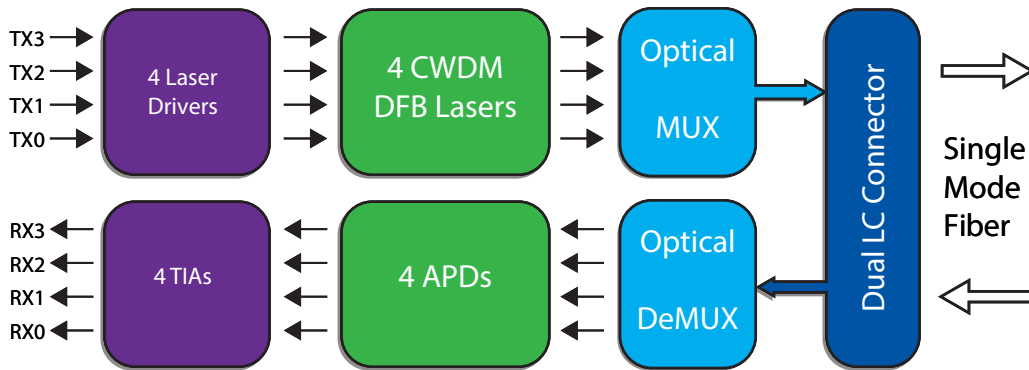 TX3
TX2
TX1
TX0
4 Laser
Drivers
4 CWDM
DFB Lasers
Optical
MUX
Dual LC Connector
Single
Mode
Fiber
RX3
RX2
RX1
RX0
4 TIAs
4 APDs
Optical
DeMUX